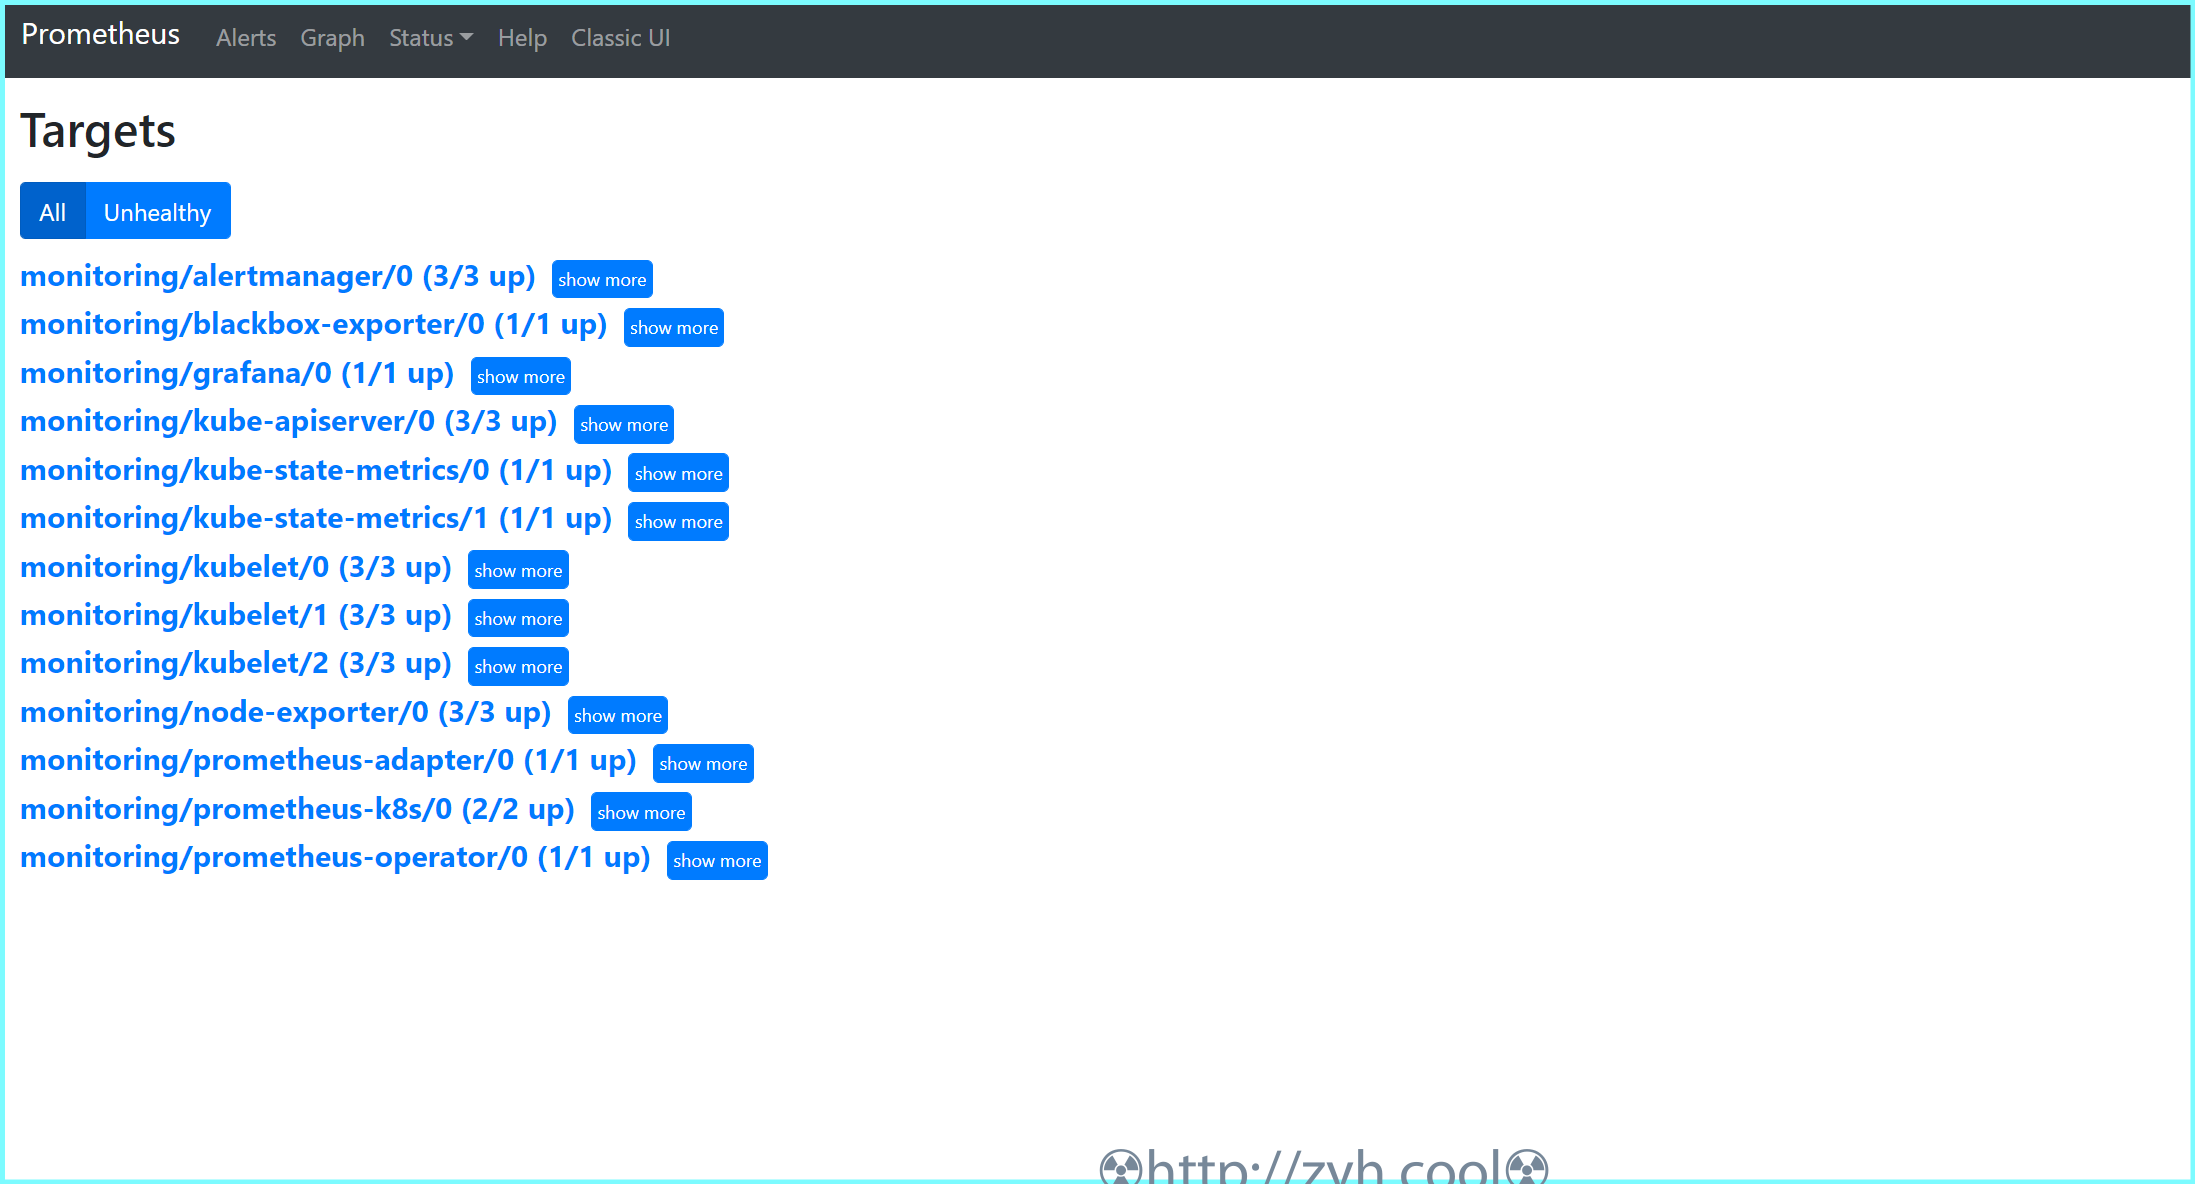 Prometheus Alerts Graph Status Help Classic UI
Targets
All Unhealthy
monitoring/alertmanager/0 (3/3 up) show more
monitoring/blackbox-exporter/0 (1/1 up) show more
monitoring/grafana/0 (1/1 up) show more
monitoring/kube-apiserver/0 (3/3 up) show more
monitoring/kube-state-metrics/0 (1/1 up) show more
monitoring/kube-state-metrics/1 (1/1 up) show more
monitoring/kubelet/0 (3/3 up) show more
monitoring/kubelet/1 (3/3 up) show more
monitoring/kubelet/2 (3/3 up) show more
monitoring/node-exporter/0 (3/3 up) show more
monitoring/prometheus-adapter/0 (1/1 up) show more
monitoring/prometheus-k8s/0 (2/2 up) show more
monitoring/prometheus-operator/0 (1/1 up) show more
☢http://zyh.cool☢